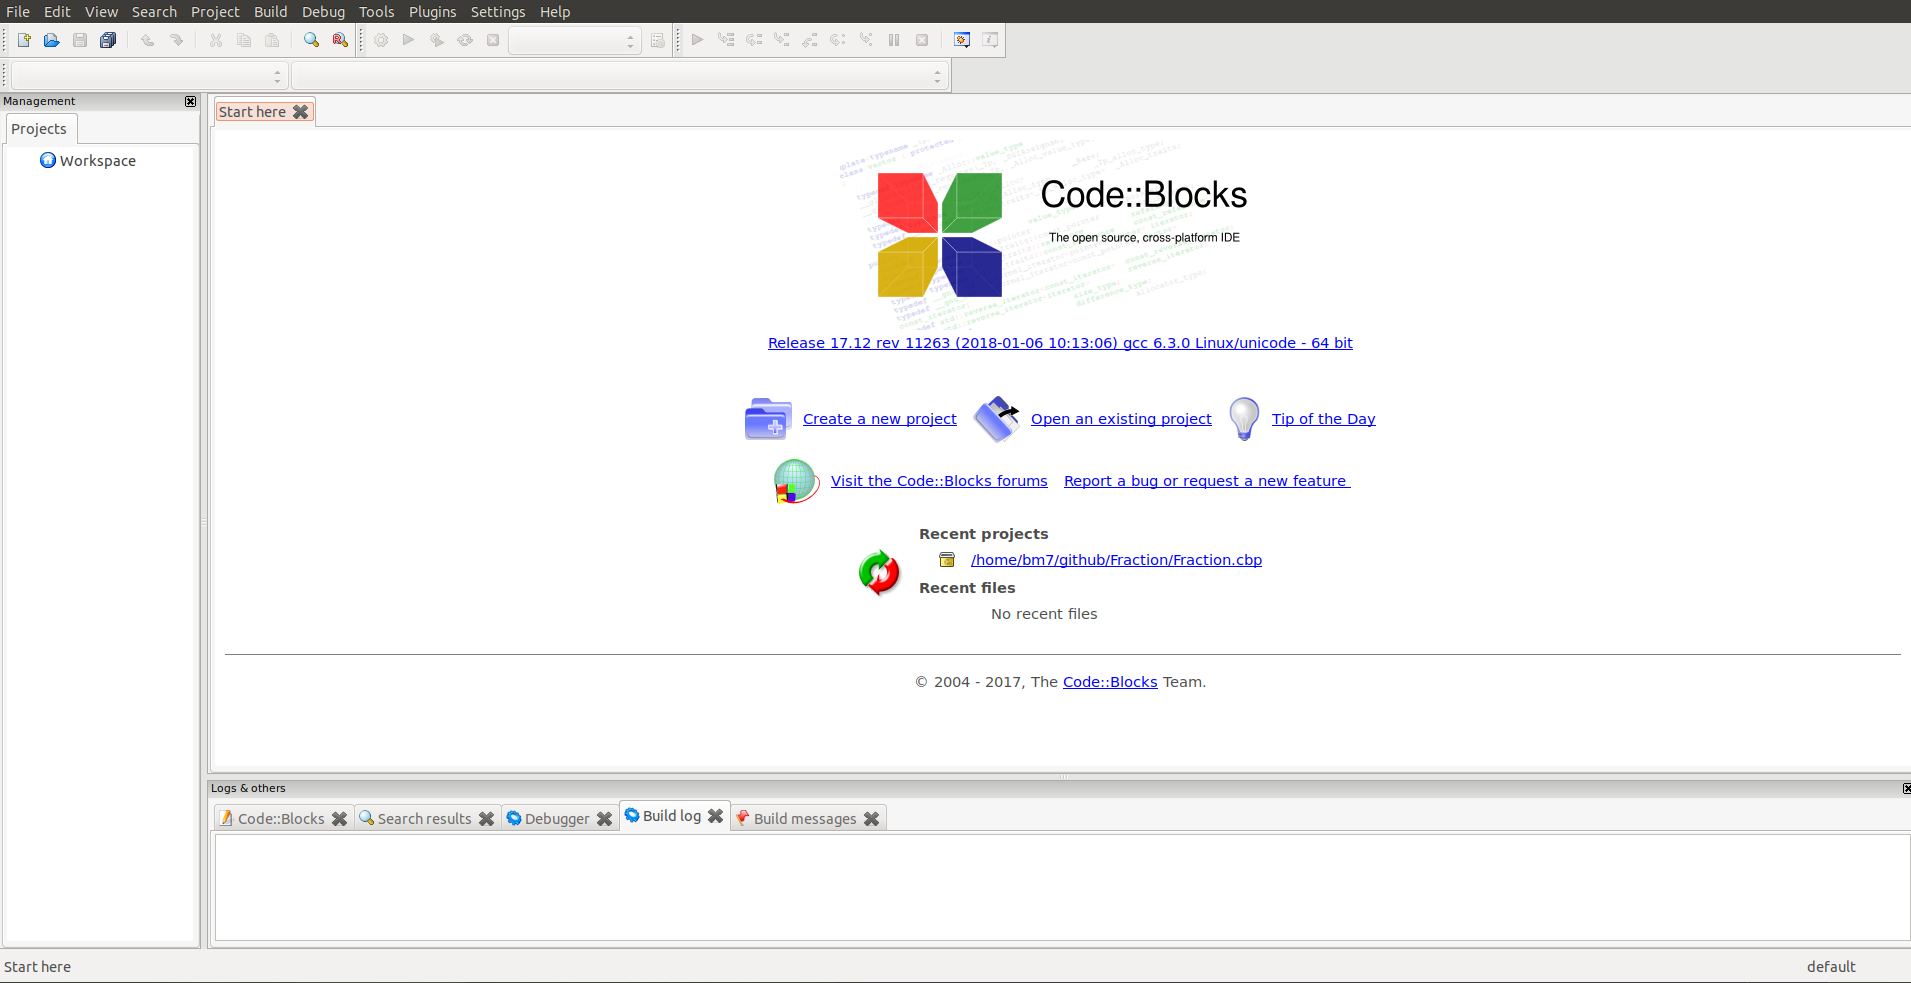 File Edit View Search Project Build Debug Tools Plugins Settings Help
Management
Projects
Workspace
Start here
Code::Blocks
The open source, cross-platform IDE
Release 17.12 rev 11263 (2018-01-06 10:13:06) gcc 6.3.0 Linux/unicode - 64 bit
Create a new project Open an existing project Tip of the Day
Visit the Code::Blocks forums Report a bug or request a new feature
Recent projects
/home/bm7/github/Fraction/Fraction.cbp
Recent files
No recent files
© 2004 - 2017, The Code::Blocks Team.
Logs & others
Code::Blocks Search results Debugger Build log Build messages
Start here default